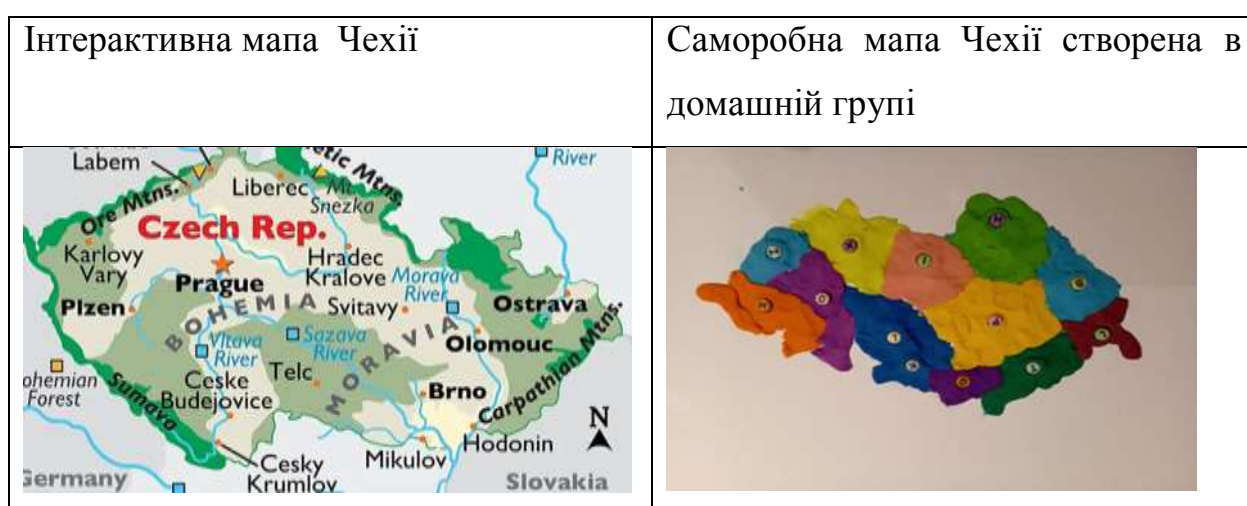 Інтерактивна мапа Чехії
Саморобна мапа Чехії створена в
домашній групі
Labem
River
Liberec
Mt.
Snezka
Mtns.
Ore Mtns.
Czech Rep.
Karlovy
Vary
Hradec
Kralove
Morava
River
Prague
Plzen
BOHEMIA
Svitavy
Ostrava
Vltava
River
Sazava
River
MORAVIA
Olomouc
Telc
Ceske
Budejovice
Brno
Carpathian Mtns.
Forest
Sumava
N
Hodonin
Mikulov
Cesky
Krumlov
Slovakia